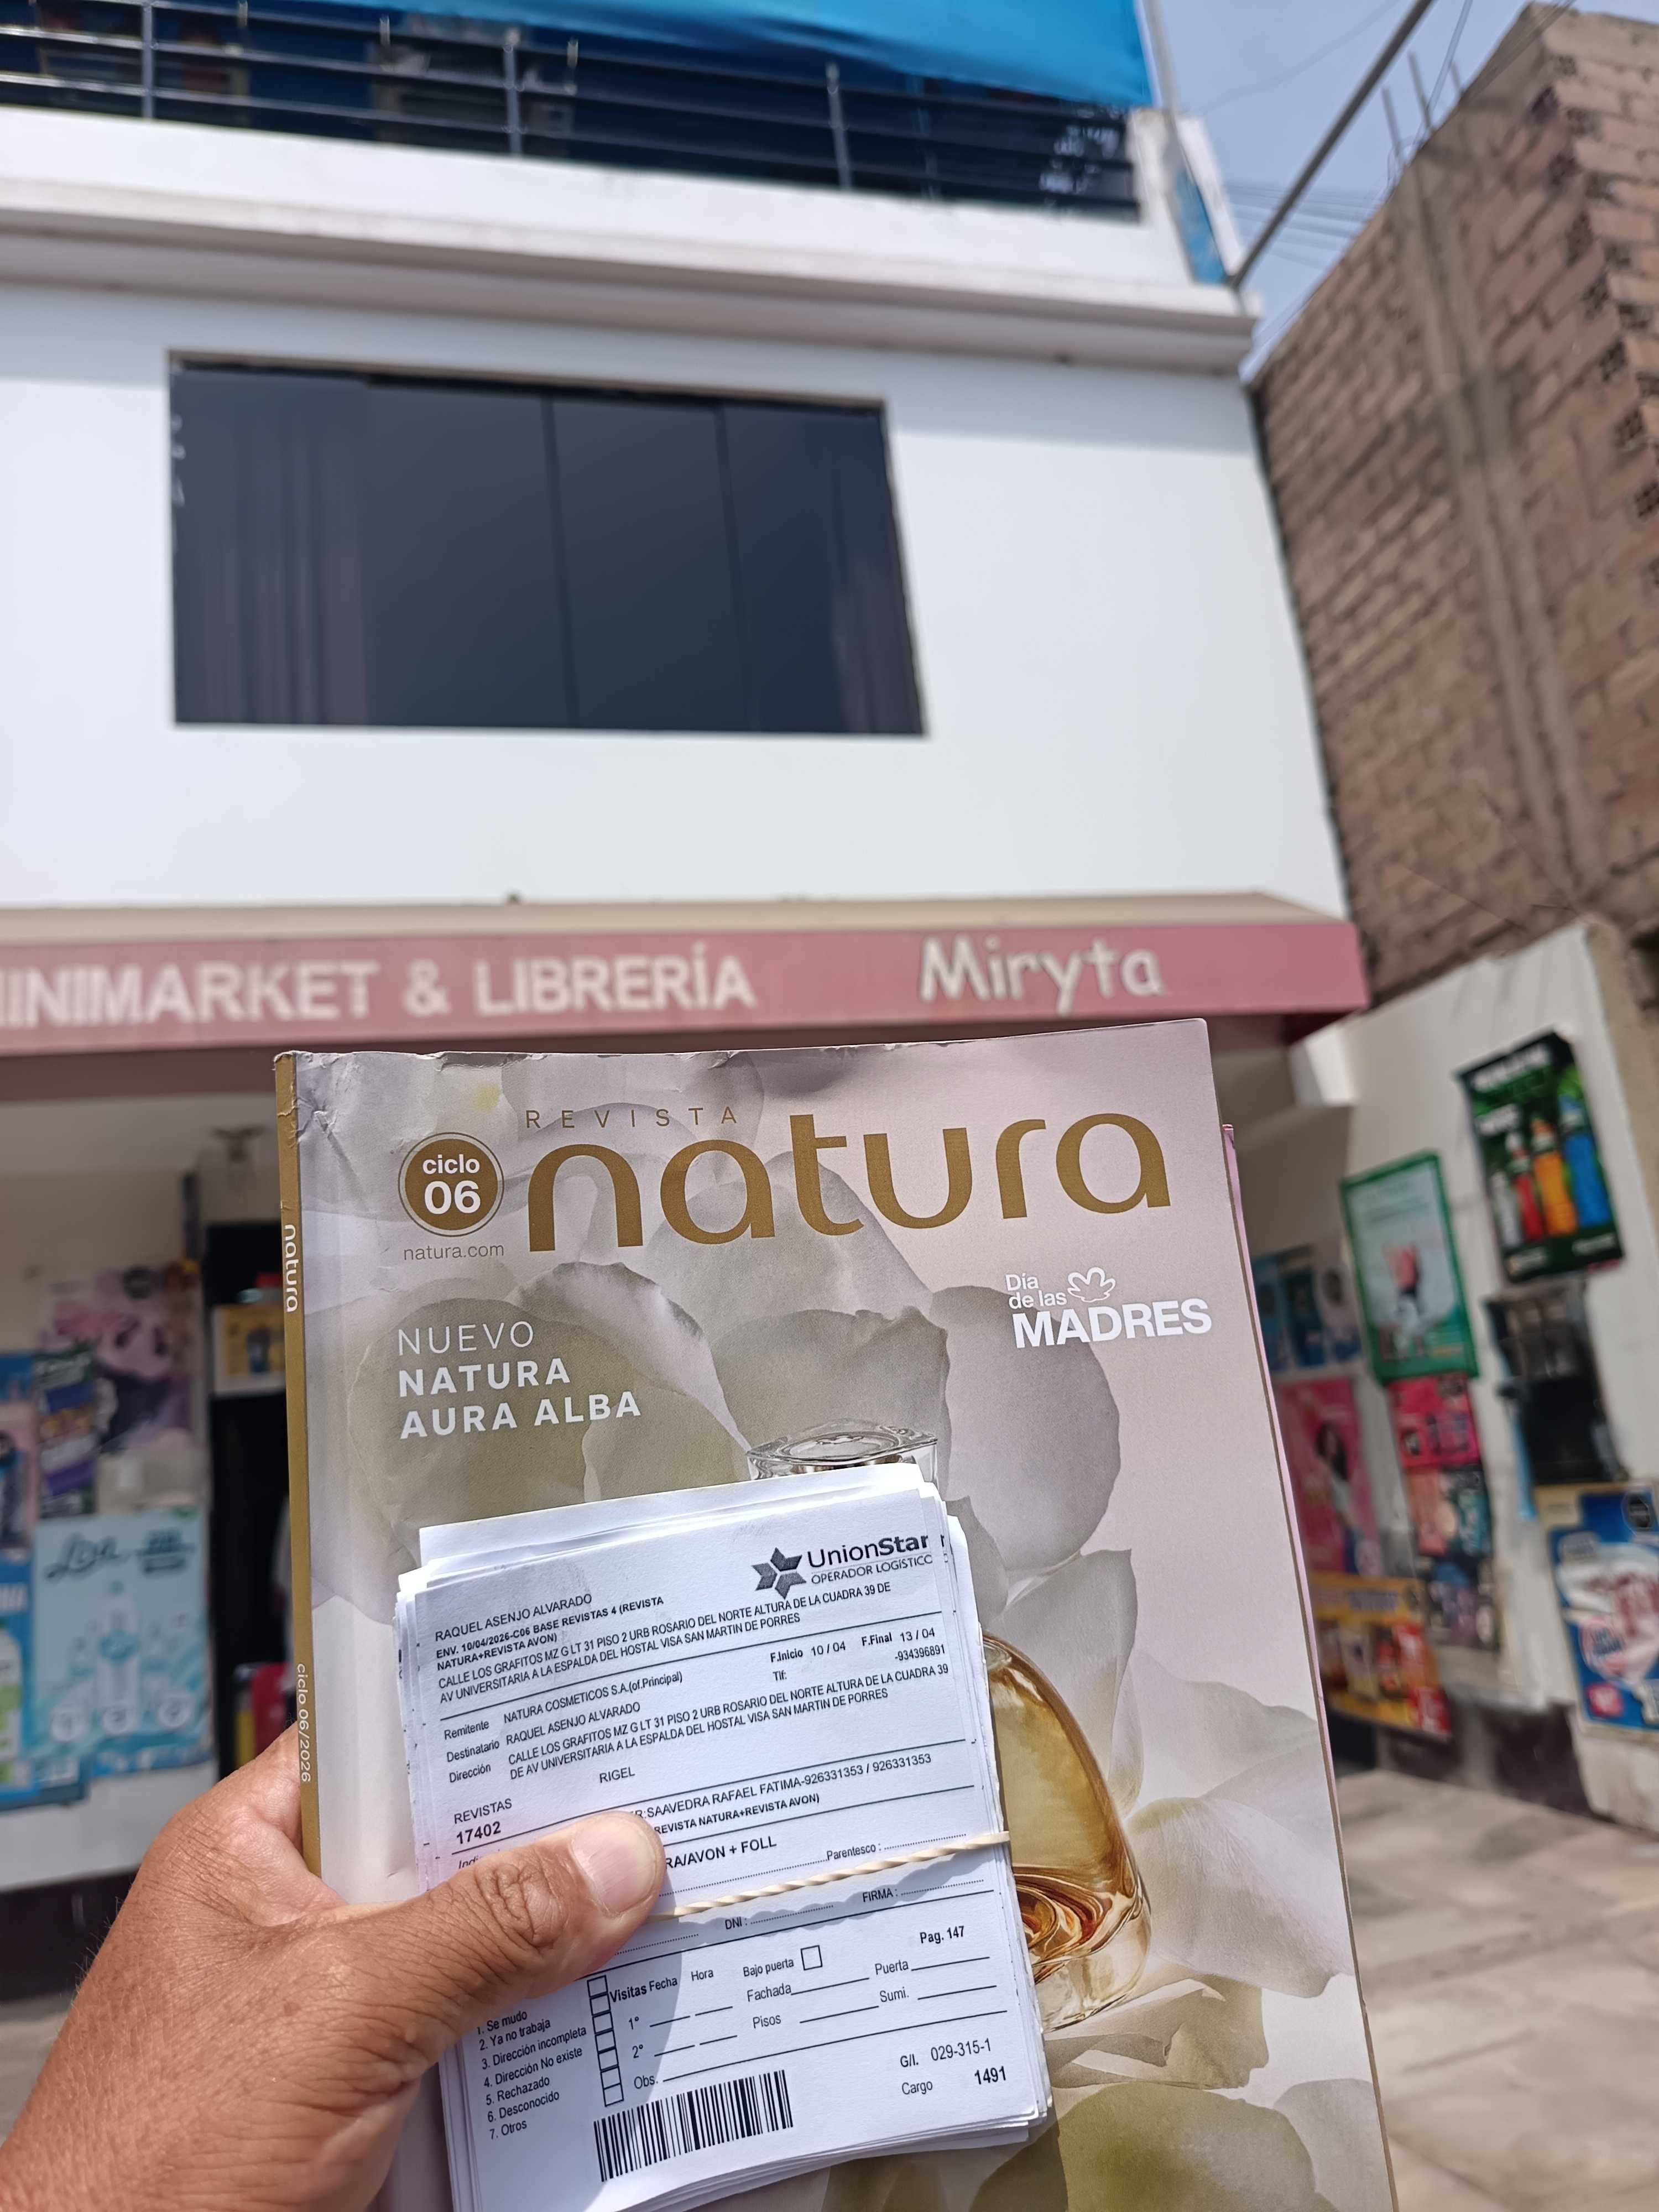 INIMARKET & LIBRERÍA Miryta
REVISTA
natura
ciclo
06
natura.com
natura
ciclo 06/2026
Día
de las
MADRES
NUEVO
NATURA
AURA ALBA
UnionStar
OPERADOR LOGISTICO
RAQUEL ASENJO ALVARADO
ENV. 10/04/2026-C06 BASE REVISTAS 4 (REVISTA
NATURA+REVISTA AVON)
CALLE LOS GRAFITOS MZ G LT 31 PISO 2 URB ROSARIO DEL NORTE ALTURA DE LA CUADRA 39 DE
AV UNIVERSITARIA A LA ESPALDA DEL HOSTAL VISA SAN MARTIN DE PORRES
F.Inicio 10 / 04 F.Final 13 / 04
Remitente NATURA COSMETICOS S.A.(of.Principal) Tlf: -934396891
Destinatario RAQUEL ASENJO ALVARADO
Dirección CALLE LOS GRAFITOS MZ G LT 31 PISO 2 URB ROSARIO DEL NORTE ALTURA DE LA CUADRA 39
DE AV UNIVERSITARIA A LA ESPALDA DEL HOSTAL VISA SAN MARTIN DE PORRES
REVISTAS RIGEL
17402 R:SAAVEDRA RAFAEL FATIMA-926331353 / 926331353
REVISTA NATURA+REVISTA AVON)
RA/AVON + FOLL
Parentesco :
DNI : FIRMA :
Pag. 147
Visitas Fecha Hora Bajo puerta
1° Fachada Puerta
2° Pisos Sumi.
Obs.
1. Se mudo
2. Ya no trabaja
3. Dirección incompleta
4. Dirección No existe
5. Rechazado
6. Desconocido
7. Otros
G/I. 029-315-1
Cargo 1491